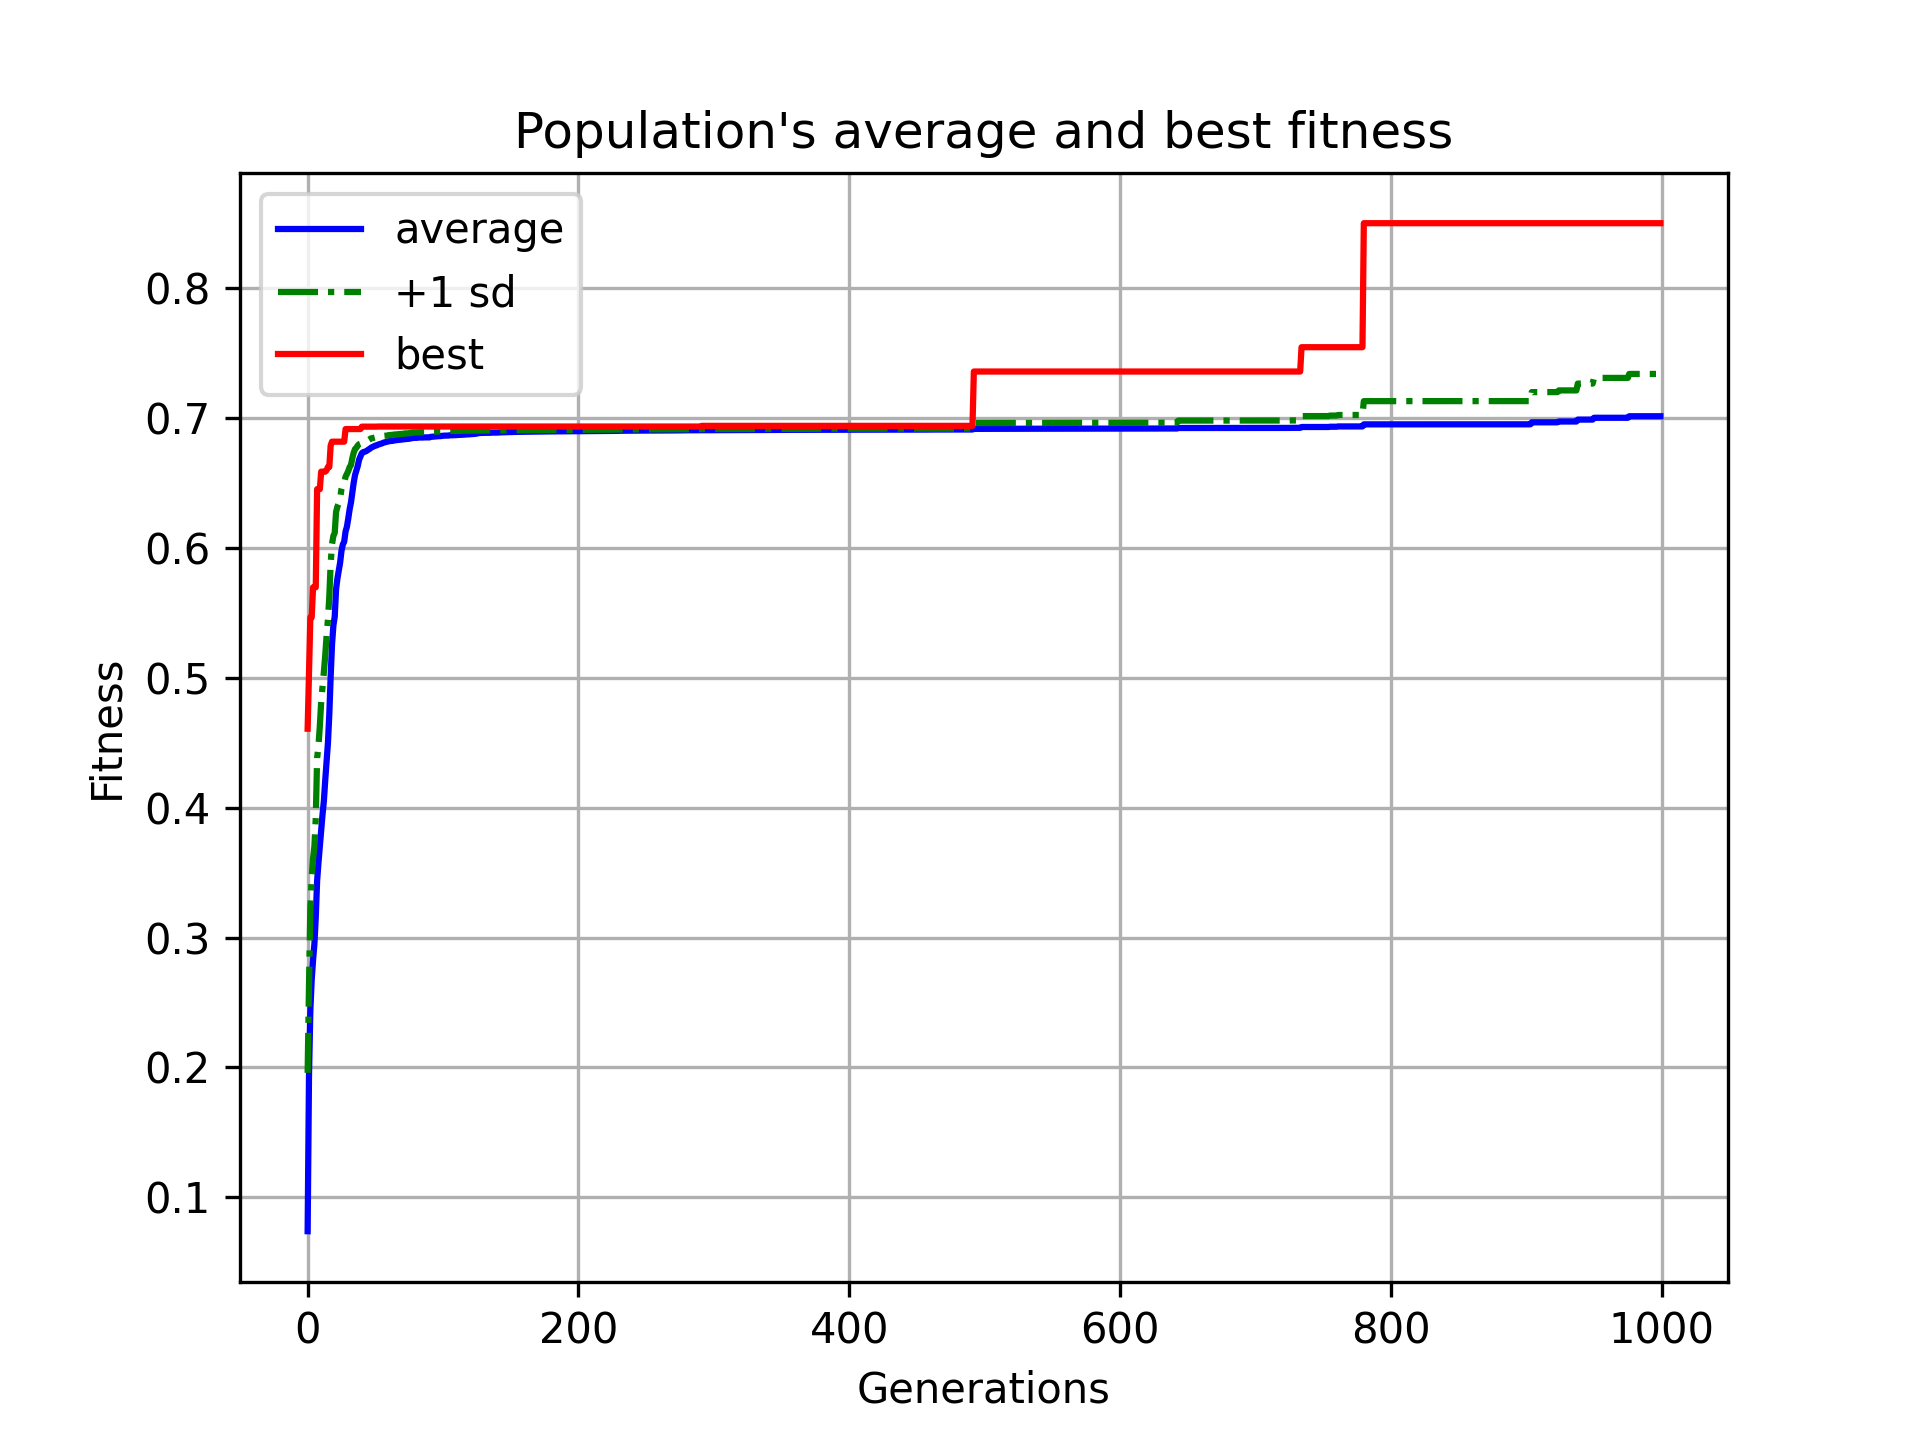 Population's average and best fitness
average
+1 sd
best
0.8
0.7
0.6
0.5
0.4
0.3
0.2
0.1
Fitness
0 200 400 600 800 1000
Generations